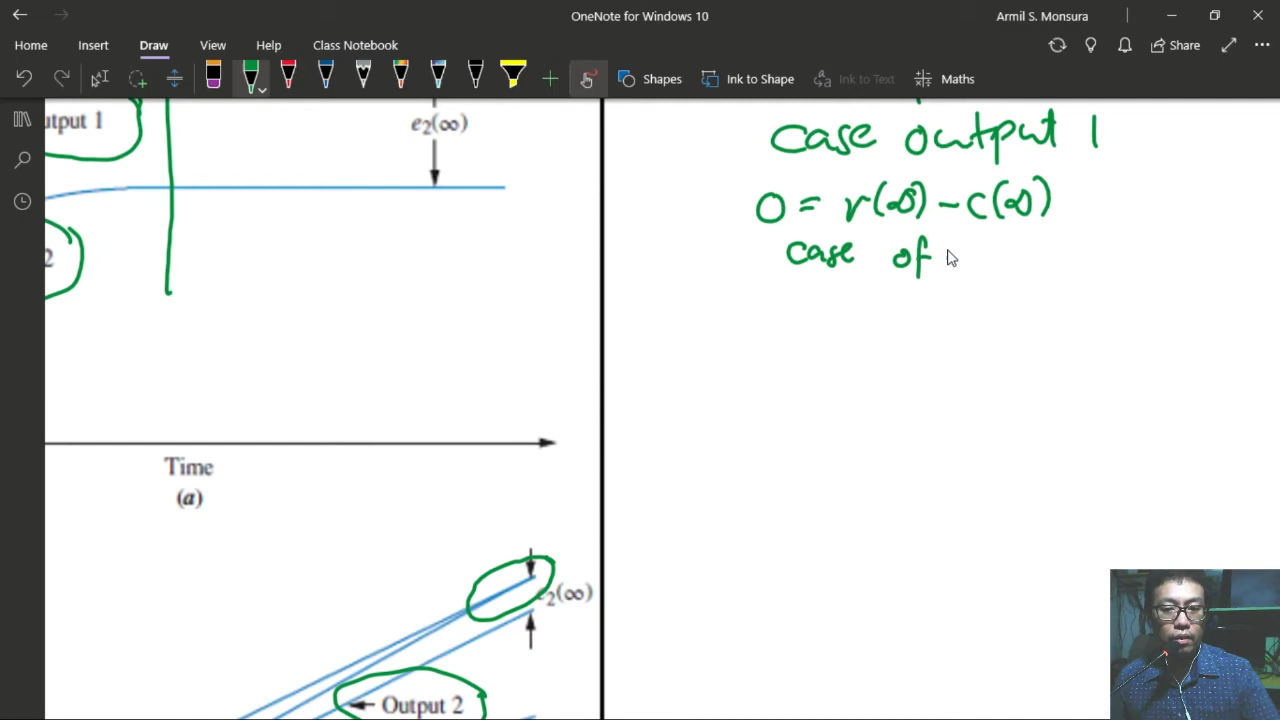 OneNote for Windows 10
Armil S. Monsura
Home Insert Draw View Help Class Notebook
Share
Shapes
Ink to Shape
Ink to Text
Maths
utput 1
e₂(∞)
2
Time
(a)
e₂(∞)
Output 2
case output 1
0 = r(∞) - c(∞)
case of